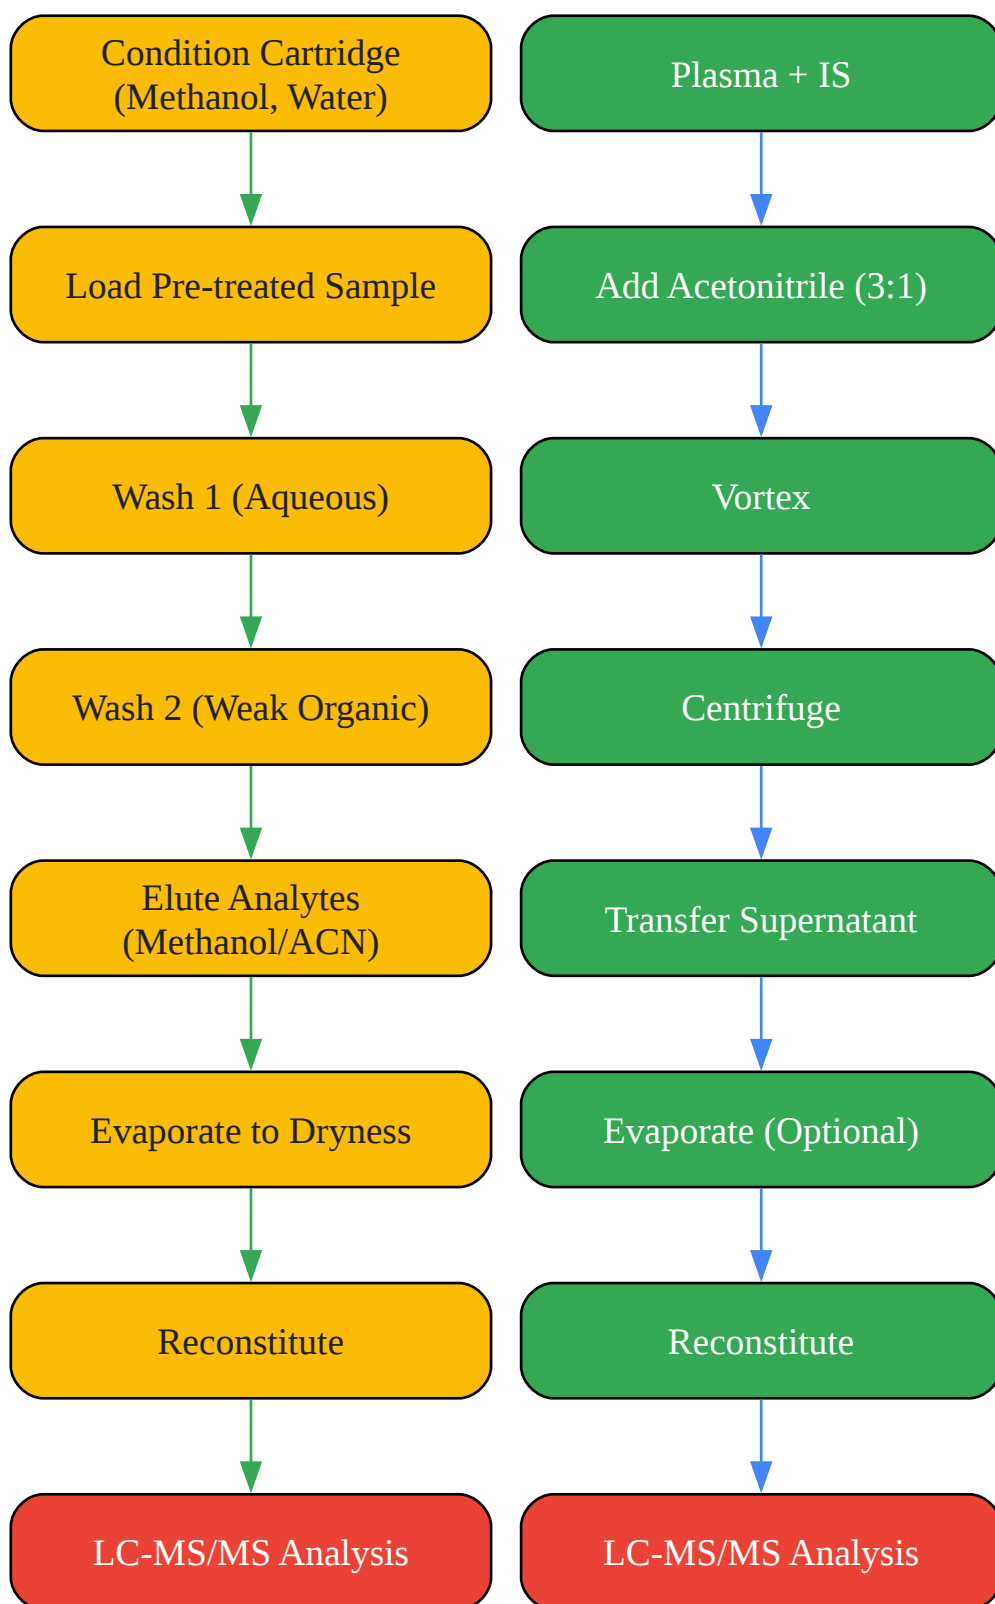 Condition Cartridge
(Methanol, Water)
Load Pre-treated Sample
Wash 1 (Aqueous)
Wash 2 (Weak Organic)
Elute Analytes
(Methanol/ACN)
Evaporate to Dryness
Reconstitute
LC-MS/MS Analysis
Plasma + IS
Add Acetonitrile (3:1)
Vortex
Centrifuge
Transfer Supernatant
Evaporate (Optional)
Reconstitute
LC-MS/MS Analysis